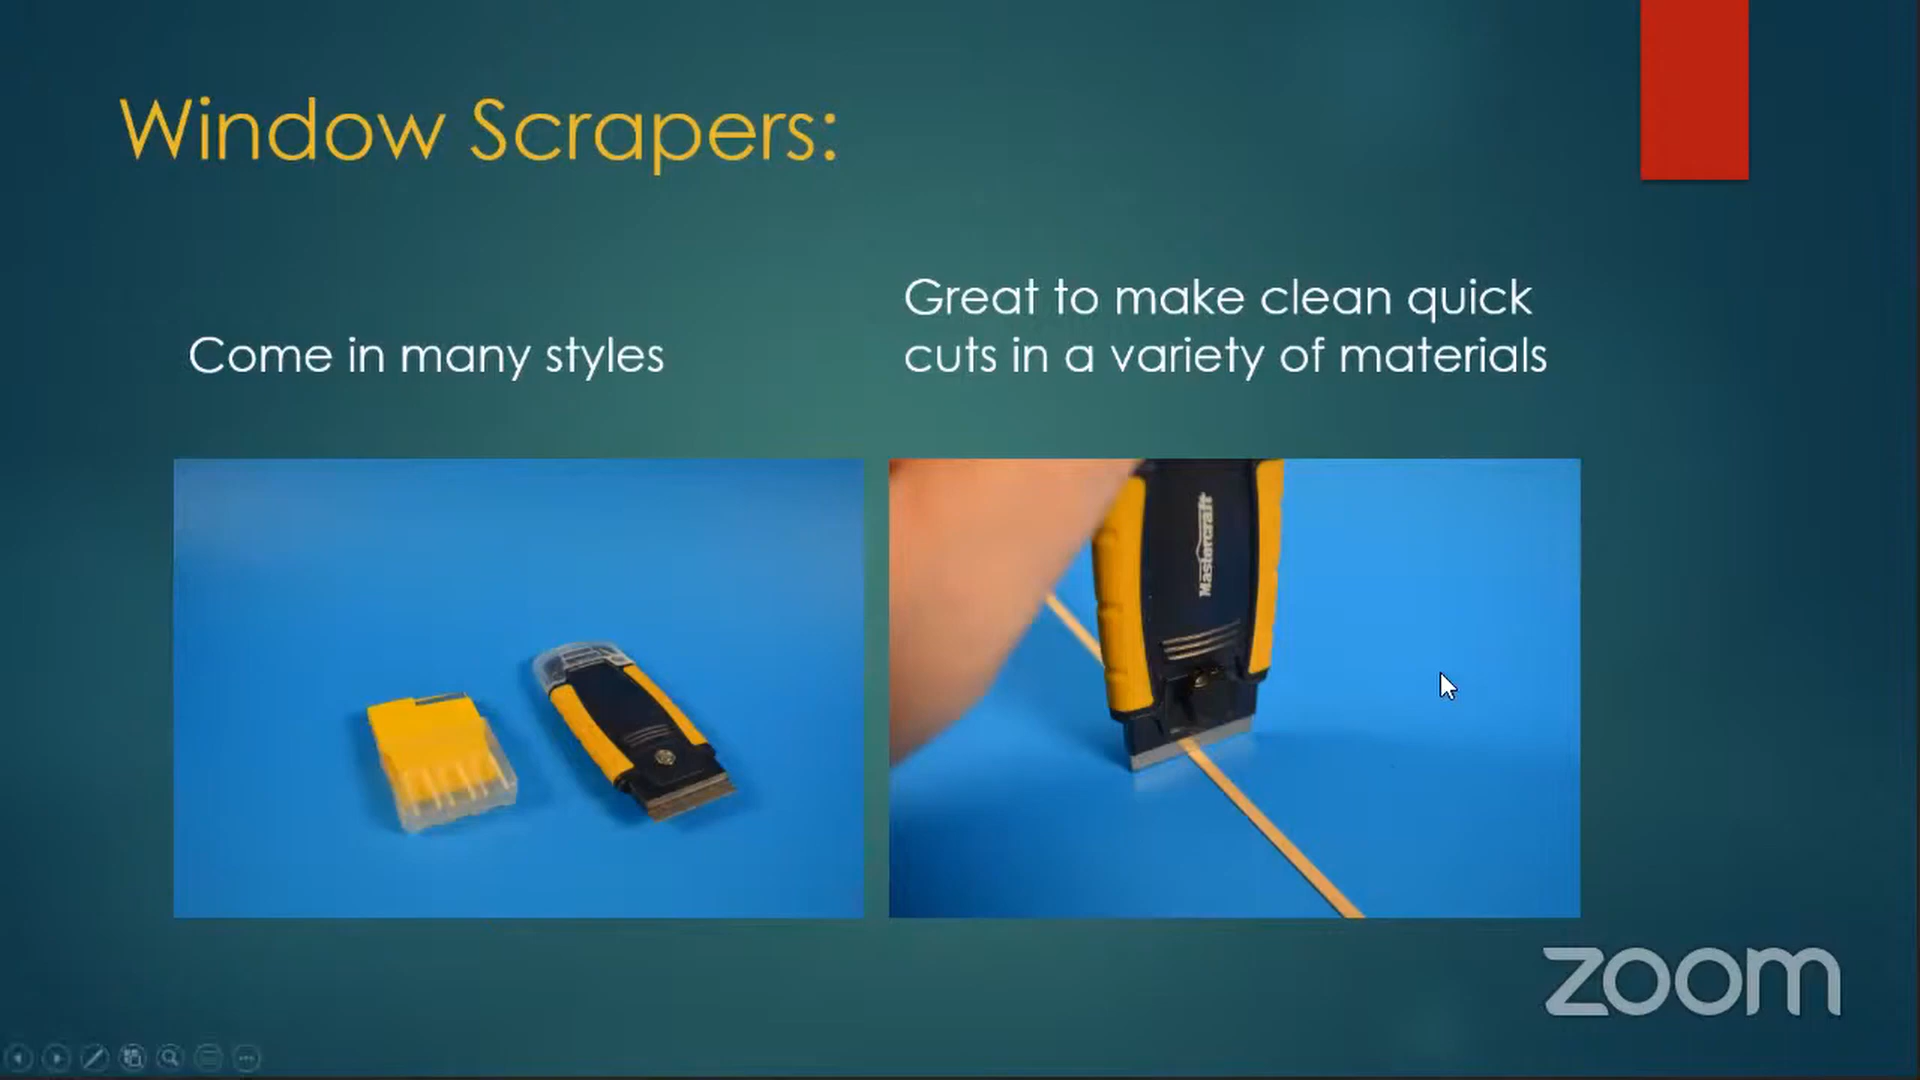 Window Scrapers:
Come in many styles
Great to make clean quick
cuts in a variety of materials
Mastercraft
zoom